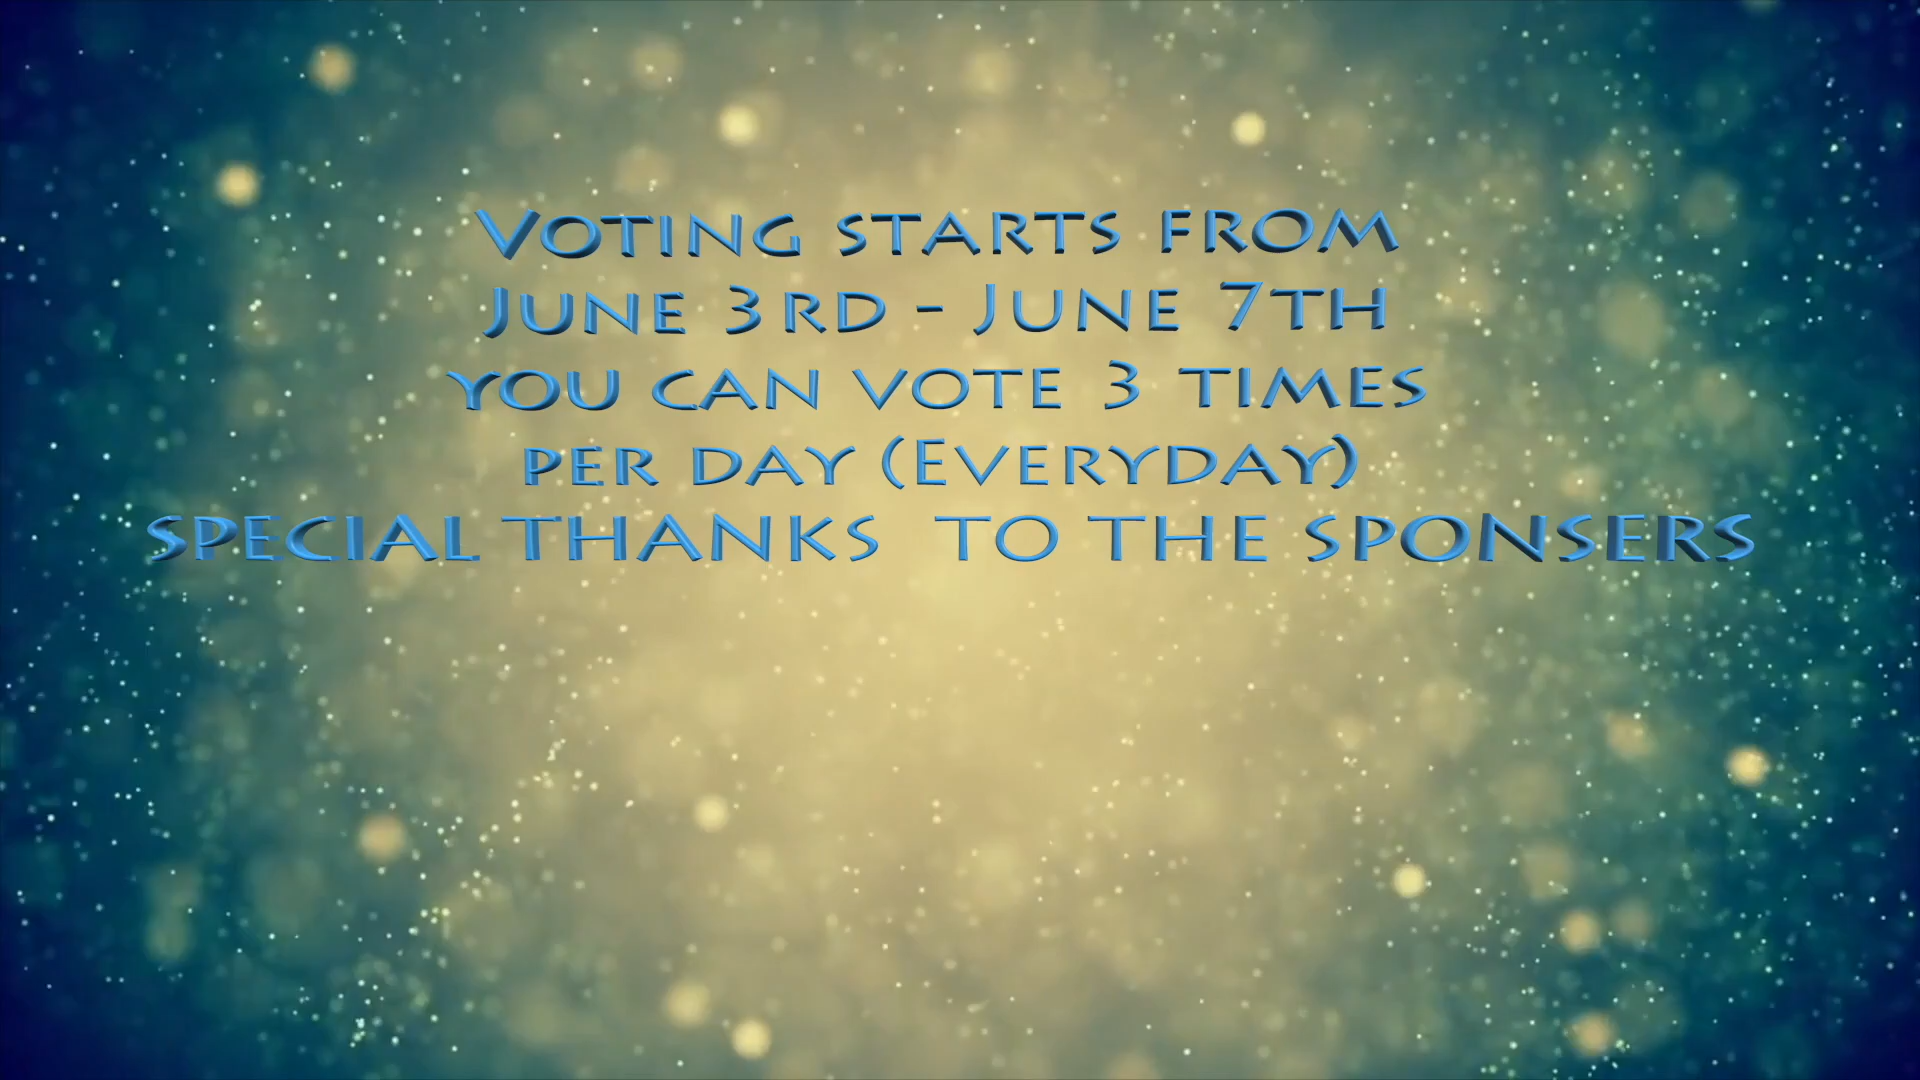 Voting starts from
June 3rd - June 7th
you can vote 3 times
per day (Everyday)
special thanks  to the sponsers